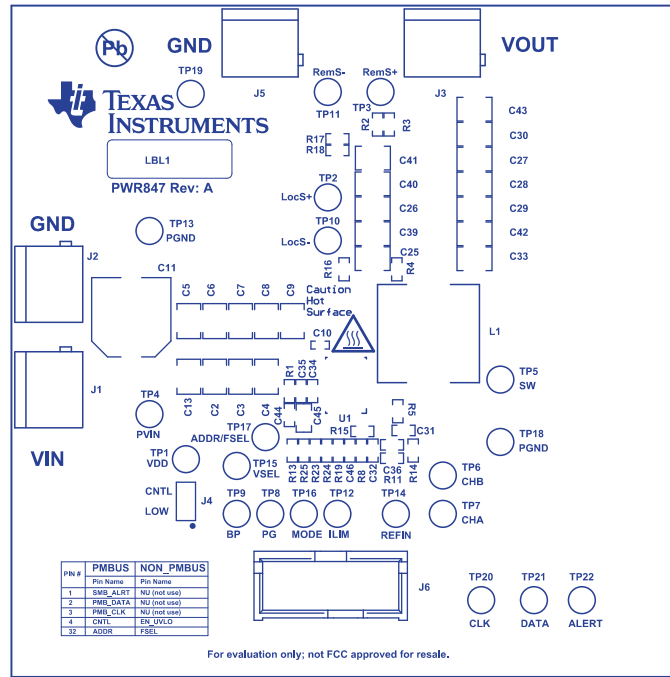 Pb
GND
VOUT
J5
J3
TP19
RemS-
RemS+
TP11
TP3
R2
R3
TEXAS
INSTRUMENTS
LBL1
PWR847 Rev: A
R17
R18
C43
C30
C27
C28
C29
C42
C33
C41
C40
C26
C39
C25
TP2
LocS+
TP10
LocS-
R16
R4
GND
TP13
PGND
J2
C11
C5
C6
C7
C8
C9
Caution
Hot
Surface
C10
L1
J1
VIN
TP4
PVIN
C13
C2
C3
C4
R1
C35
C34
C44
C45
U1
R5
R15
C31
TP5
SW
TP18
PGND
TP17
ADDR/FSEL
TP1
VDD
TP15
VSEL
R13
R25
R23
R24
R19
C46
R8
C32
C36
R11
R14
TP6
CHB
TP7
CHA
CNTL
LOW
J4
TP9
BP
TP8
PG
TP16
MODE
TP12
ILIM
TP14
REFIN
PIN # PMBUS NON_PMBUS
Pin Name Pin Name
1 SMB_ALRT NU (not use)
2 PMB_DATA NU (not use)
3 PMB_CLK NU (not use)
4 CNTL EN_UVLO
32 ADDR FSEL
J6
TP20
CLK
TP21
DATA
TP22
ALERT
For evaluation only; not FCC approved for resale.